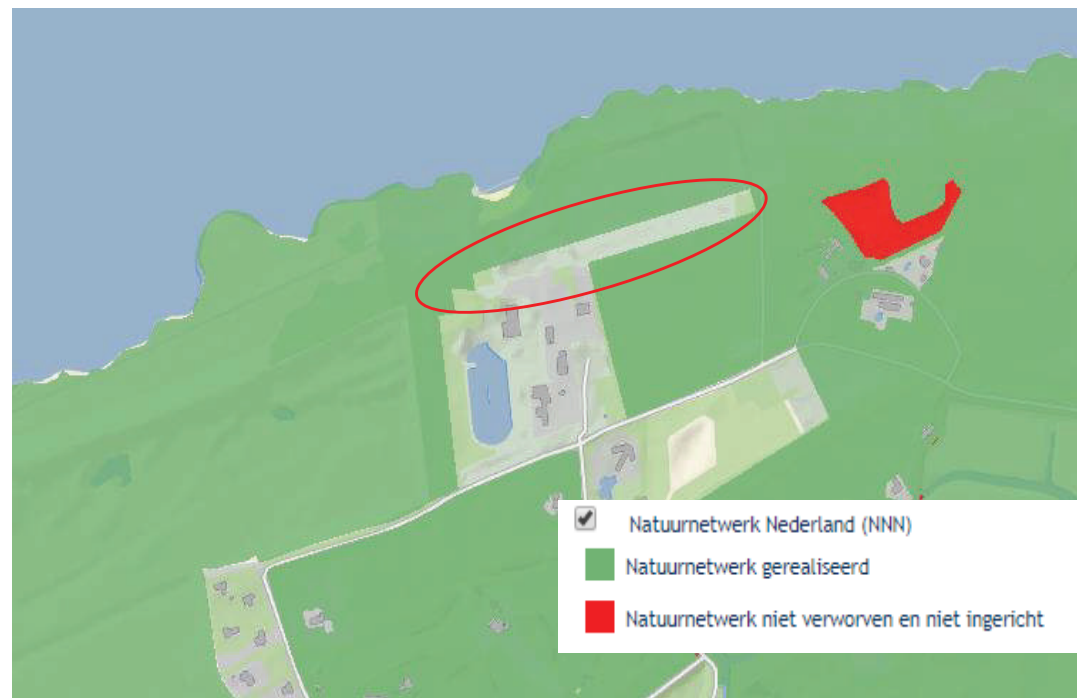 Natuurnetwerk Nederland (NNN)
Natuurnetwerk gerealiseerd
Natuurnetwerk niet verworven en niet ingericht